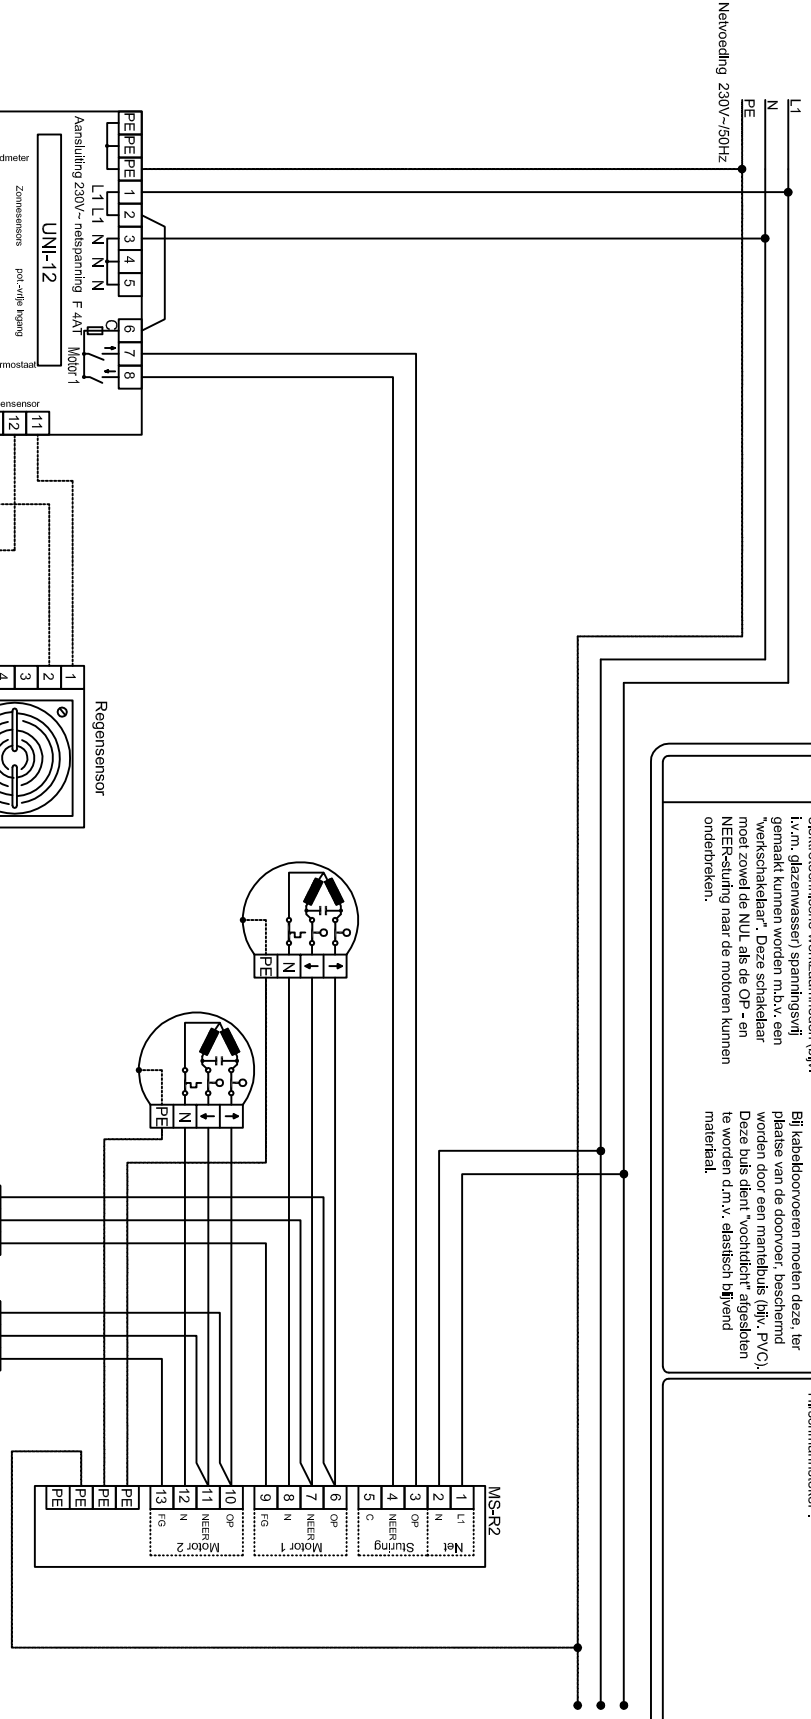 Netvoeding 230V~/50Hz
L1
N
PE
PE PE PE 1 2 3 4 5 6 7 8
L1 L1 N N N C
Aansluiting 230V~ netspanning F 4AT Motor 1
UNI-12
Zonnesensors pot.-vrije ingang
11
12
Regensensor
1
2
3
4
i.v.m. glazenwasser) spanningsvrij
gemaakt kunnen worden m.b.v. een
"werkschakelaar". Deze schakelaar
moet zowel de NUL als de OP - en
NEER-sturing naar de motoren kunnen
onderbreken.
Bij kabeldoorvoeren moeten deze, ter
plaatse van de doorvoer, beschermd
worden door een mantelbuis (bijv. PVC).
Deze buis dient "vochtdicht" afgesloten
te worden d.m.v. elastisch blijvend
materiaal.
PE N
PE N
MS-R2
1 L1
2 N
Net
3 OP
4 NEER
5 C
Sturing
6 OP
7 NEER
8 N
9 FG
Motor 1
10 OP
11 NEER
12 N
13 FG
Motor 2
PE
PE
PE
PE